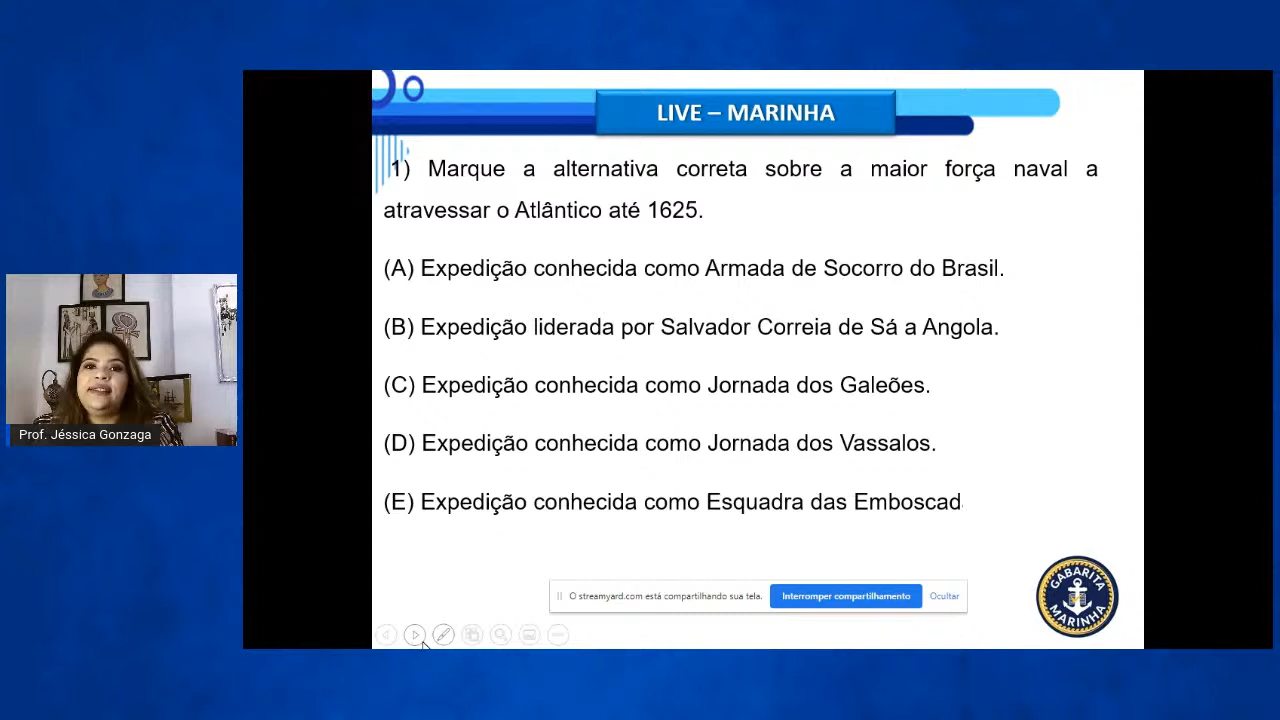 LIVE – MARINHA
1) Marque a alternativa correta sobre a maior força naval a
atravessar o Atlântico até 1625.
(A) Expedição conhecida como Armada de Socorro do Brasil.
(B) Expedição liderada por Salvador Correia de Sá a Angola.
(C) Expedição conhecida como Jornada dos Galeões.
(D) Expedição conhecida como Jornada dos Vassalos.
(E) Expedição conhecida como Esquadra das Emboscad
Prof. Jéssica Gonzaga
O streamyard.com está compartilhando sua tela. Interromper compartilhamento Ocultar
GABARITA
MARINHA